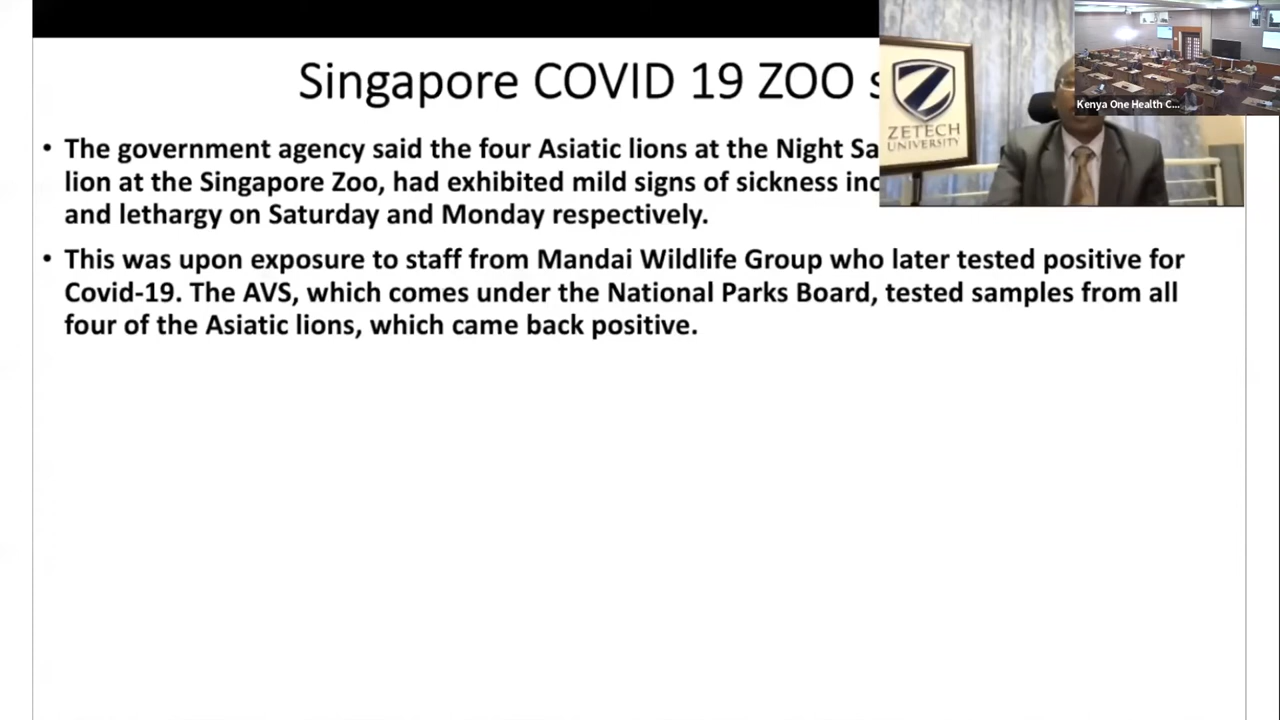 Singapore COVID 19 ZOO
• The government agency said the four Asiatic lions at the Night
lion at the Singapore Zoo, had exhibited mild signs of sickness
and lethargy on Saturday and Monday respectively.
• This was upon exposure to staff from Mandai Wildlife Group who later tested positive for
Covid-19. The AVS, which comes under the National Parks Board, tested samples from all
four of the Asiatic lions, which came back positive.
ZETECH
UNIVERSITY
Kenya One Health C...